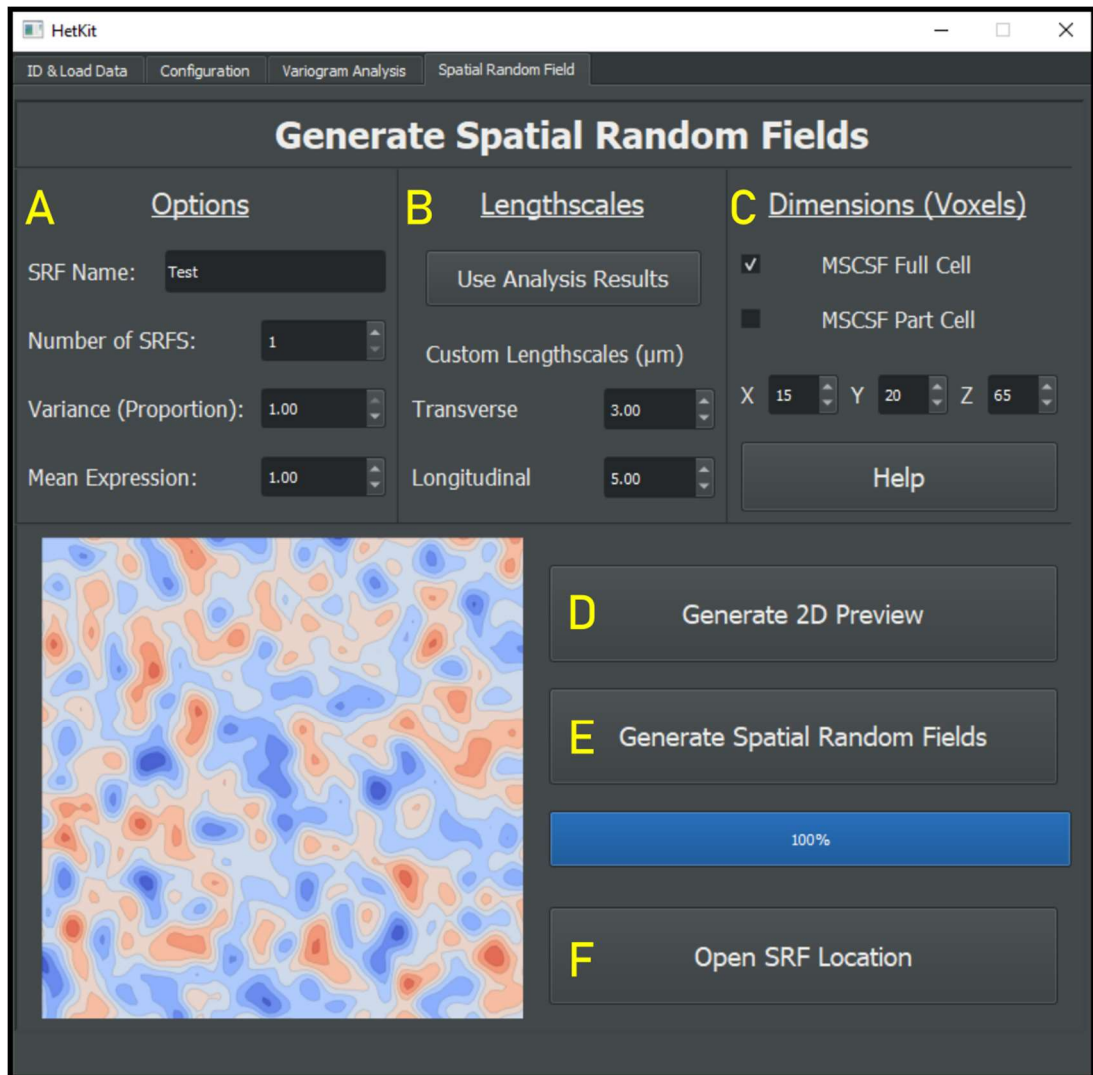 HetKit
ID & Load Data Configuration Variogram Analysis Spatial Random Field
Generate Spatial Random Fields
A Options
SRF Name: Test
Number of SRFS: 1
Variance (Proportion): 1.00
Mean Expression: 1.00
B Lengthscales
Use Analysis Results
Custom Lengthscales (μm)
Transverse 3.00
Longitudinal 5.00
C Dimensions (Voxels)
MSCSF Full Cell
MSCSF Part Cell
X 15 Y 20 Z 65
Help
D Generate 2D Preview
E Generate Spatial Random Fields
100%
F Open SRF Location